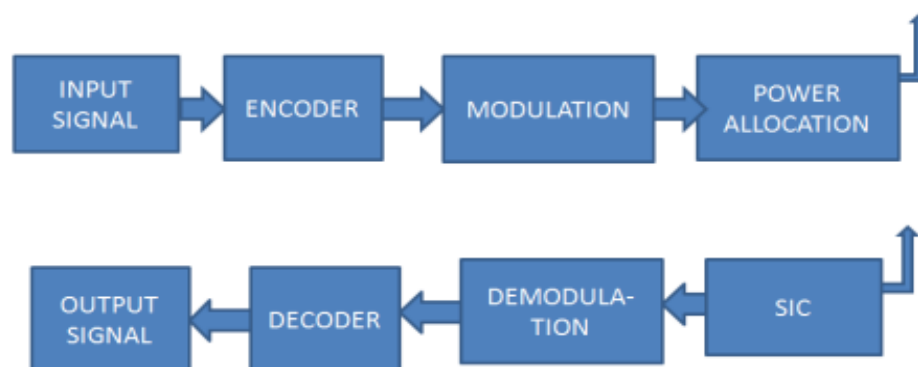 INPUT
SIGNAL
ENCODER
MODULATION
POWER
ALLOCATION
OUTPUT
SIGNAL
DECODER
DEMODULA-
TION
SIC